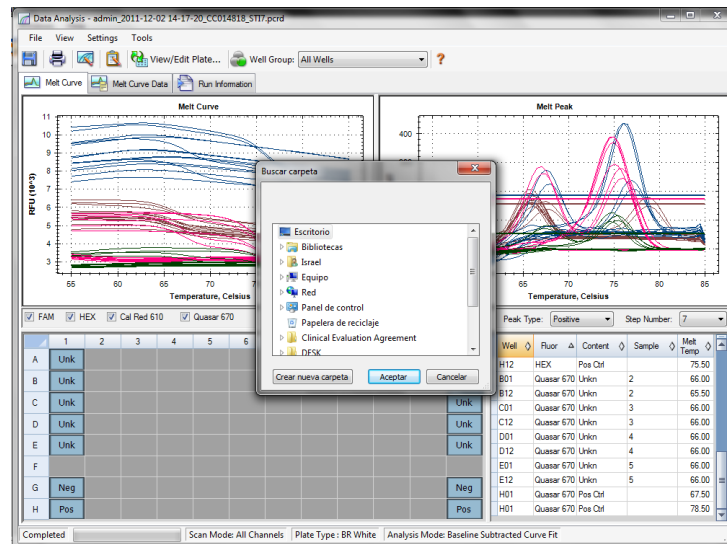 Data Analysis - admin_2011-12-02 14-17-20_CC014818_STI7.pcrd
File View Settings Tools
View/Edit Plate... Well Group: All Wells ?
Melt Curve Melt Curve Data Run Information
Melt Curve
11
10
9
8
7
6
5
4
3
RFU (10^3)
55 60 65 70 75
Temperature, Celsius
Melt Peak
400
65 70 75 80 85
Temperature, Celsius
Buscar carpeta
Escritorio
Bibliotecas
Israel
Equipo
Red
Panel de control
Papelera de reciclaje
Clinical Evaluation Agreement
DESK
Crear nueva carpeta Aceptar Cancelar
FAM HEX Cal Red 610 Quasar 670
Peak Type: Positive Step Number: 7
1 2 3 4 5 6
A Unk
B Unk
C Unk Unk
D Unk Unk
E Unk Unk
F
G Neg Neg
H Pos Pos
Well Fluor Content Sample Melt Temp
H12 HEX Pos Ctrl 75.50
B01 Quasar 670 Unkn 2 66.00
B12 Quasar 670 Unkn 2 65.50
C01 Quasar 670 Unkn 3 66.00
C12 Quasar 670 Unkn 3 66.00
D01 Quasar 670 Unkn 4 66.00
D12 Quasar 670 Unkn 4 66.00
E01 Quasar 670 Unkn 5 66.00
E12 Quasar 670 Unkn 5 66.00
H01 Quasar 670 Pos Ctrl 67.50
H01 Quasar 670 Pos Ctrl 78.50
Completed Scan Mode: All Channels Plate Type : BR White Analysis Mode: Baseline Subtracted Curve Fit